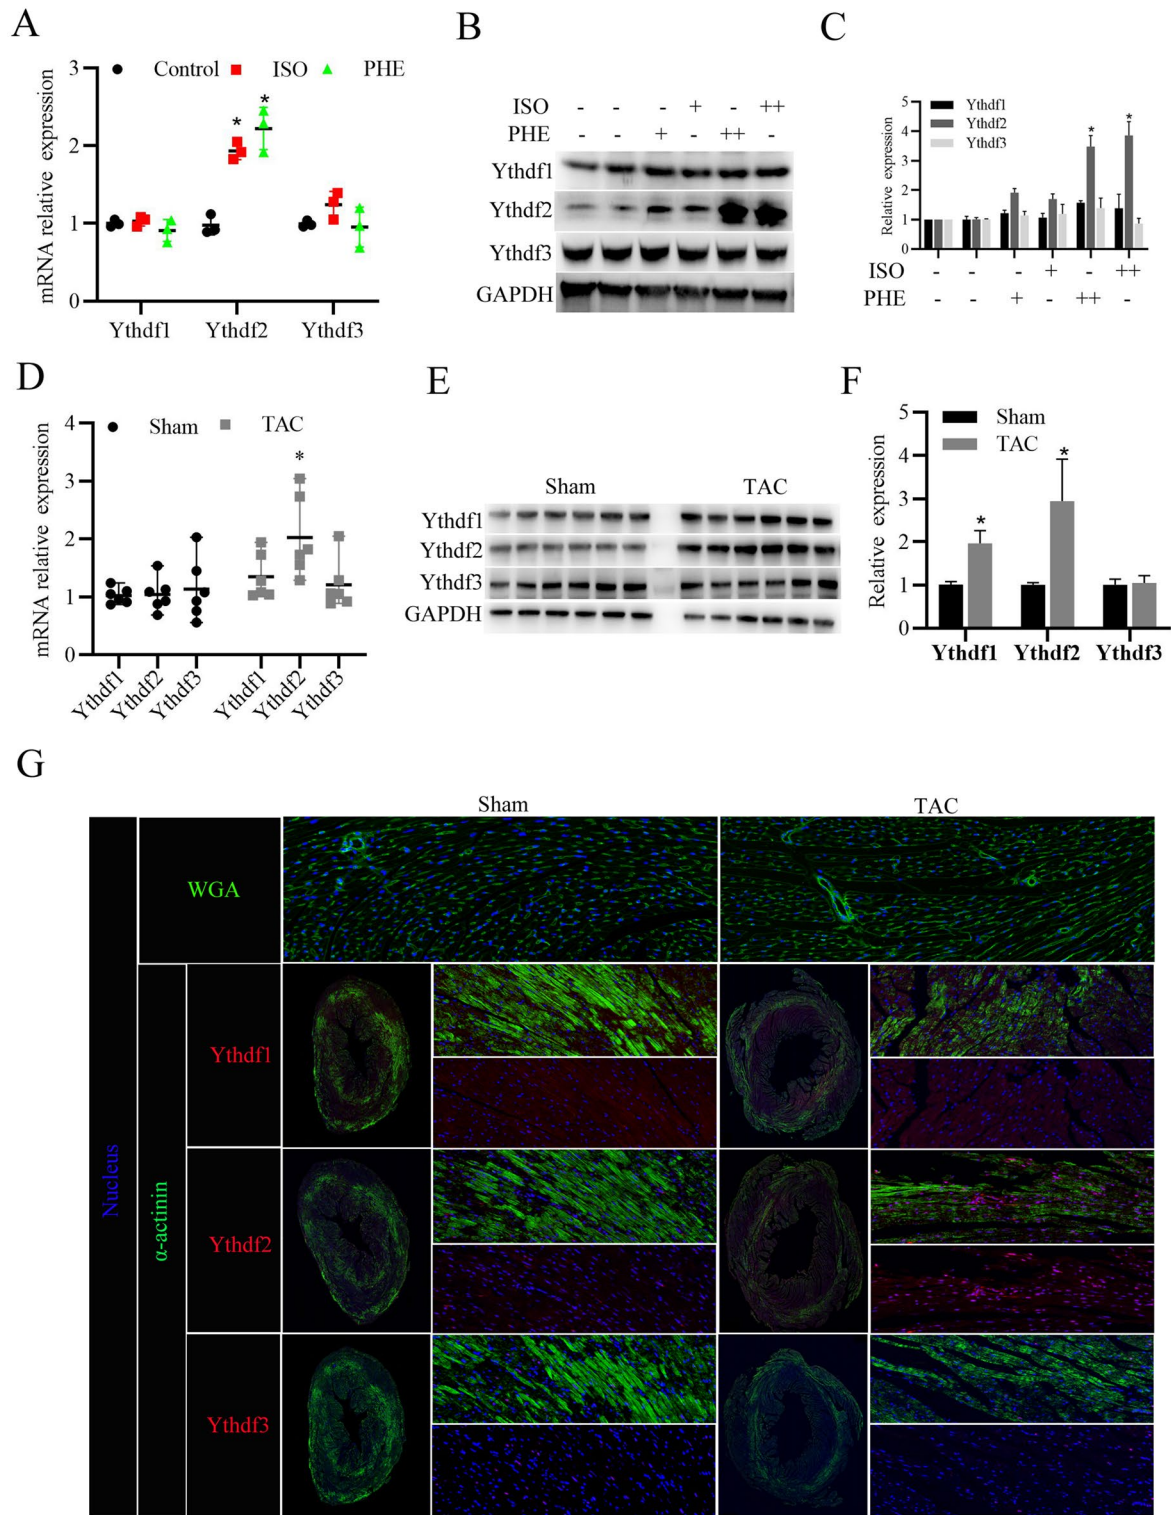 A
mRNA relative expression
3
2
1
0
Control ISO PHE
* *
Ythdf1 Ythdf2 Ythdf3
B
ISO - - - + - ++
PHE - - + - ++ -
Ythdf1
Ythdf2
Ythdf3
GAPDH
C
Relative expression
5
4
3
2
1
0
Ythdf1
Ythdf2
Ythdf3
* *
ISO - - - + - ++
PHE - - + - ++ -
D
mRNA relative expression
4
3
2
1
0
Sham TAC
*
Ythdf1 Ythdf2 Ythdf3 Ythdf1 Ythdf2 Ythdf3
E
Sham TAC
Ythdf1
Ythdf2
Ythdf3
GAPDH
F
Relative expression
5
4
3
2
1
0
Sham
TAC
* *
Ythdf1 Ythdf2 Ythdf3
G
Sham TAC
Nucleus
WGA
α-actinin
Ythdf1
Ythdf2
Ythdf3